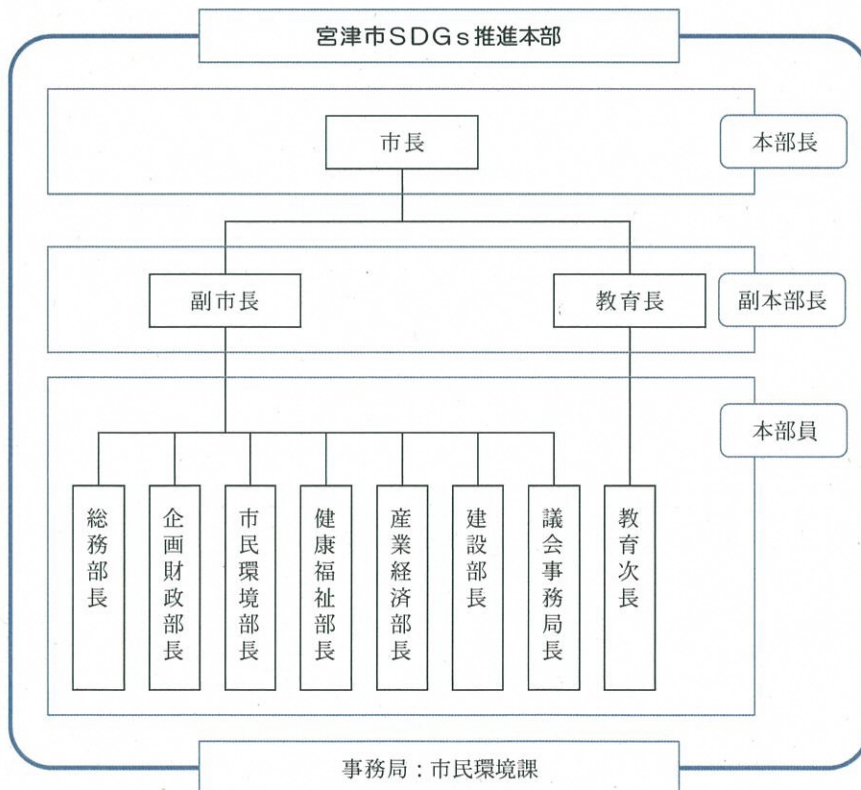 宮津市SDGs推進本部
市長
本部長
副市長
教育長
副本部長
本部員
総務部長
企画財政部長
市民環境部長
健康福祉部長
産業経済部長
建設部長
議会事務局長
教育次長
事務局：市民環境課